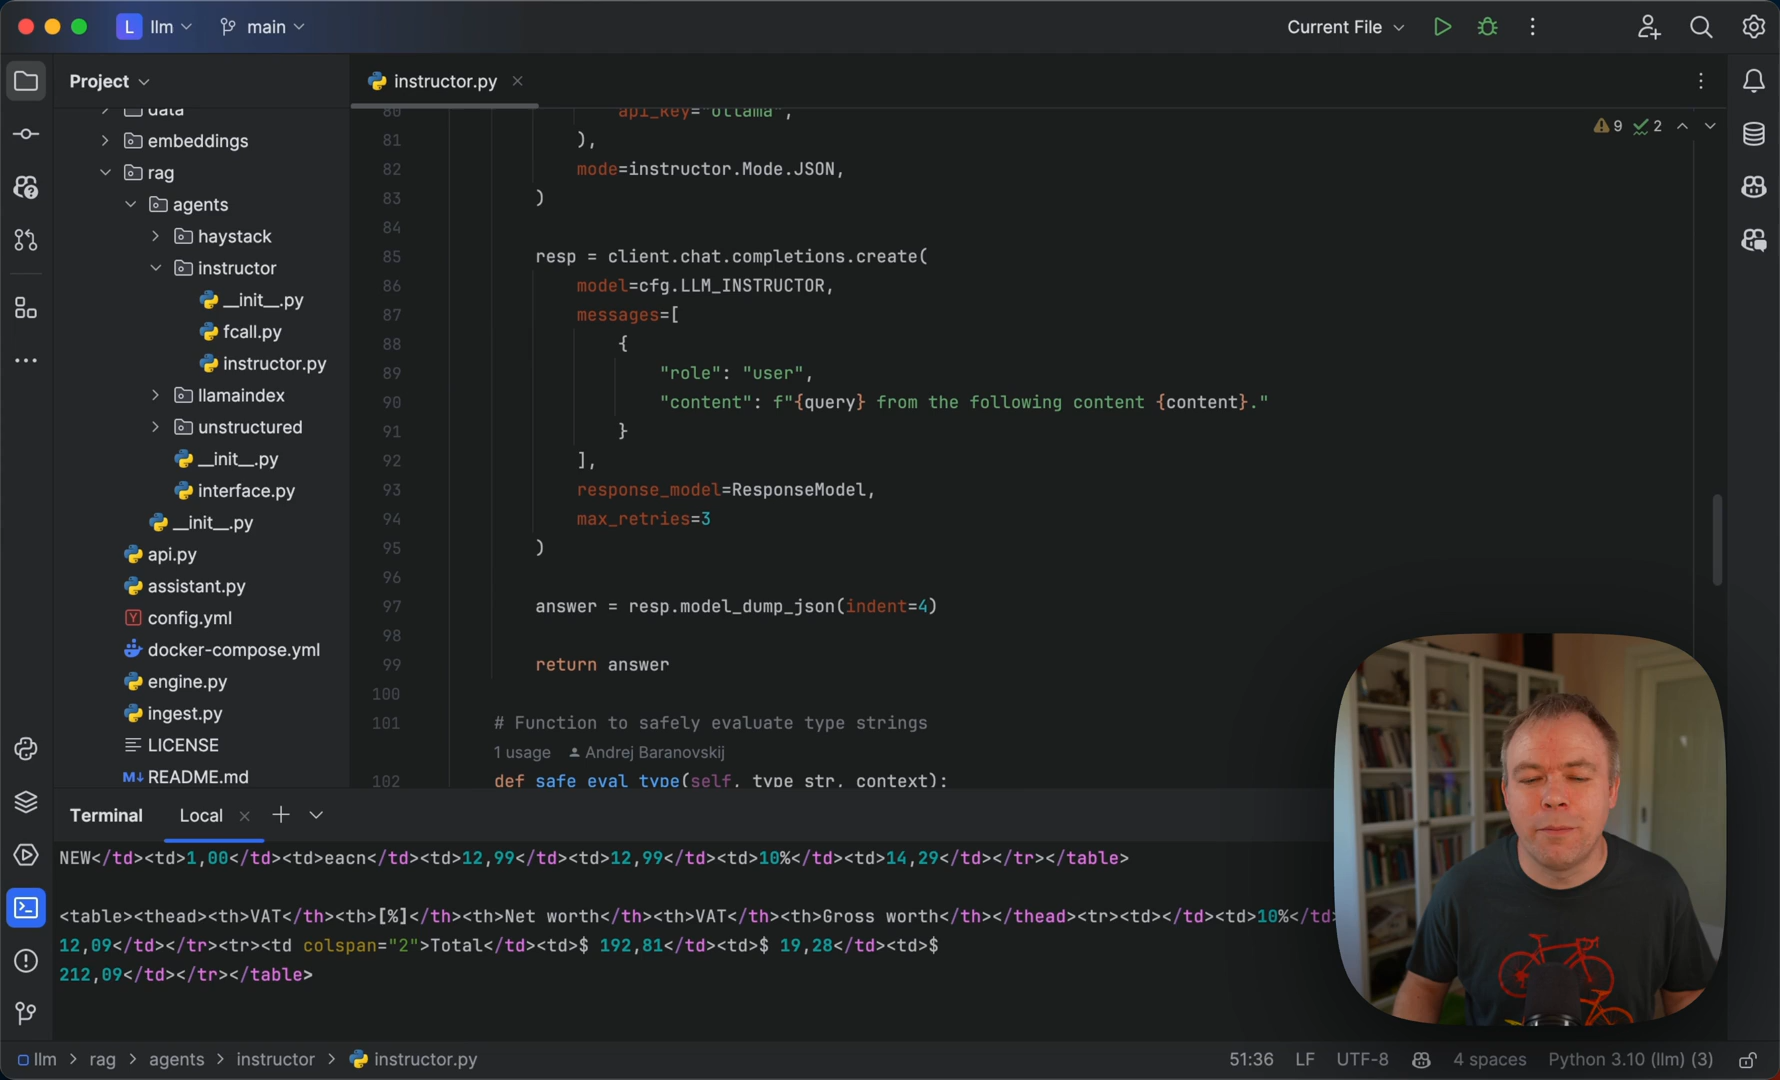 L llm main Current File
Project
instructor.py
data
embeddings
rag
agents
haystack
instructor
__init__.py
fcall.py
instructor.py
llamaindex
unstructured
__init__.py
interface.py
__init__.py
api.py
assistant.py
config.yml
docker-compose.yml
engine.py
ingest.py
LICENSE
README.md
9 2
80 api_key="ollama",
81 ),
82 mode=instructor.Mode.JSON,
83 )
84
85 resp = client.chat.completions.create(
86 model=cfg.LLM_INSTRUCTOR,
87 messages=[
88 {
89 "role": "user",
90 "content": f"{query} from the following content {content}."
91 }
92 ],
93 response_model=ResponseModel,
94 max_retries=3
95 )
96
97 answer = resp.model_dump_json(indent=4)
98
99 return answer
100
101 # Function to safely evaluate type strings
1 usage Andrej Baranovskij
102 def safe_eval_type(self, type_str, context):
Terminal Local
NEW</td><td>1,00</td><td>eacn</td><td>12,99</td><td>12,99</td><td>10%</td><td>14,29</td></tr></table>
<table><thead><th>VAT</th><th>[%]</th><th>Net worth</th><th>VAT</th><th>Gross worth</th></thead><tr><td></td><td>10%</td>
12,09</td></tr><tr><td colspan="2">Total</td><td>$ 192,81</td><td>$ 19,28</td><td>$
212,09</td></tr></table>
llm > rag > agents > instructor > instructor.py
51:36 LF UTF-8 4 spaces Python 3.10 (llm) (3)